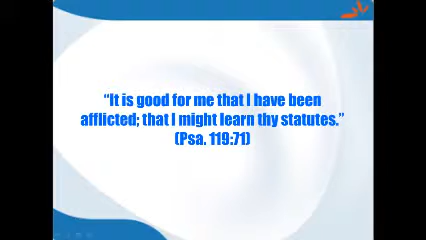 “It is good for me that I have been
afflicted; that I might learn thy statutes.”
(Psa. 119:71)